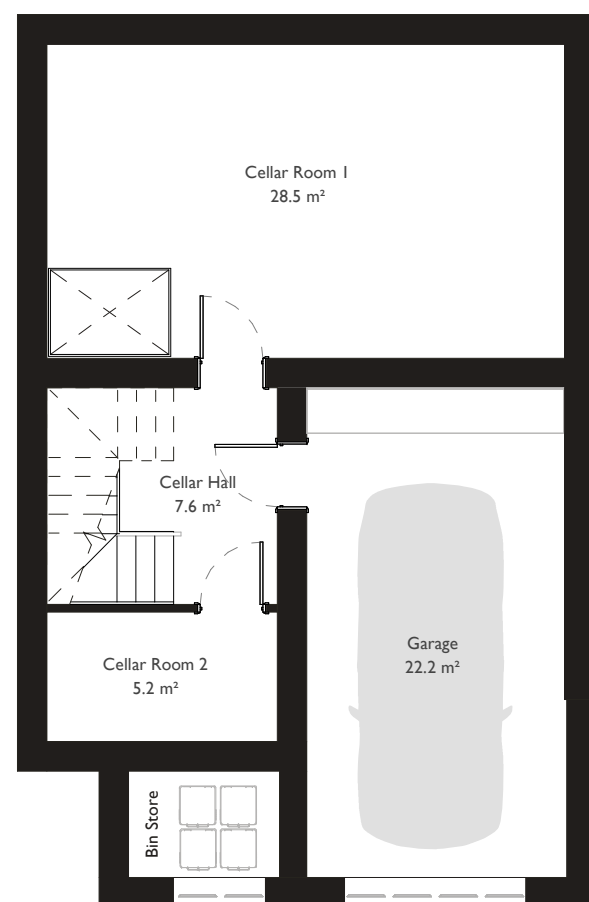 Cellar Room 1
28.5 m²
Cellar Hall
7.6 m²
Garage
22.2 m²
Cellar Room 2
5.2 m²
Bin Store